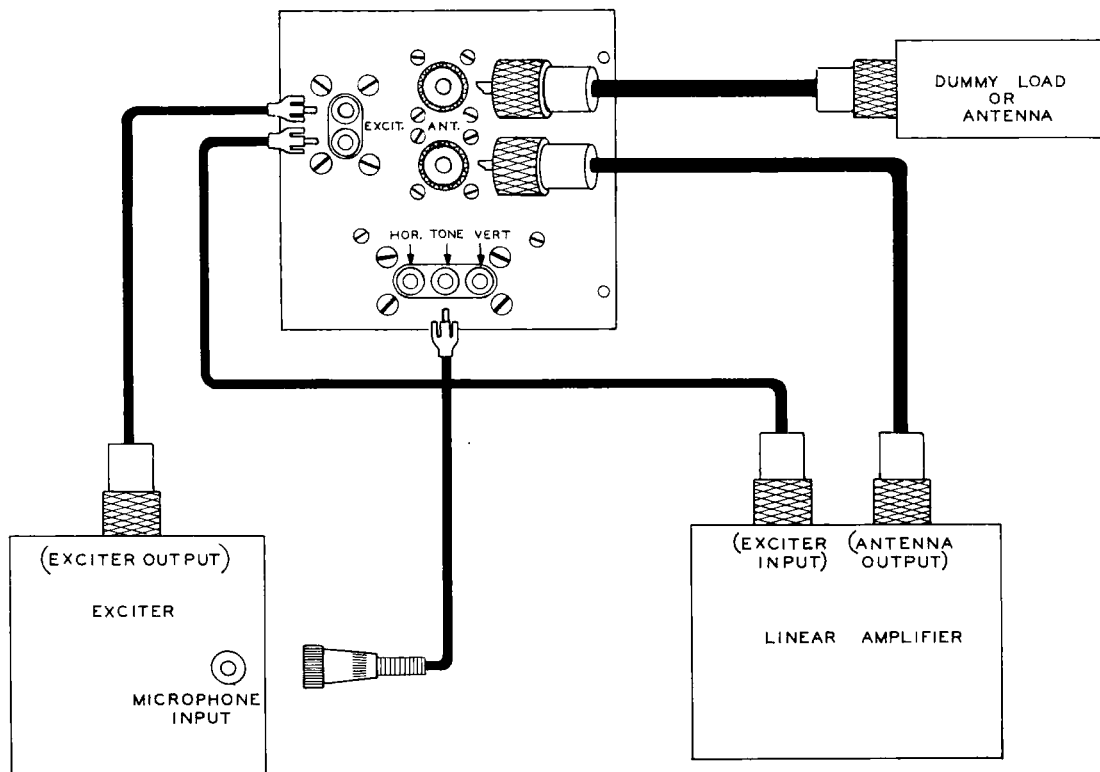 DUMMY LOAD
OR
ANTENNA
EXCIT.
ANT.
HOR. TONE VERT
(EXCITER OUTPUT)
EXCITER
MICROPHONE
INPUT
(EXCITER
INPUT)
(ANTENNA
OUTPUT)
LINEAR AMPLIFIER